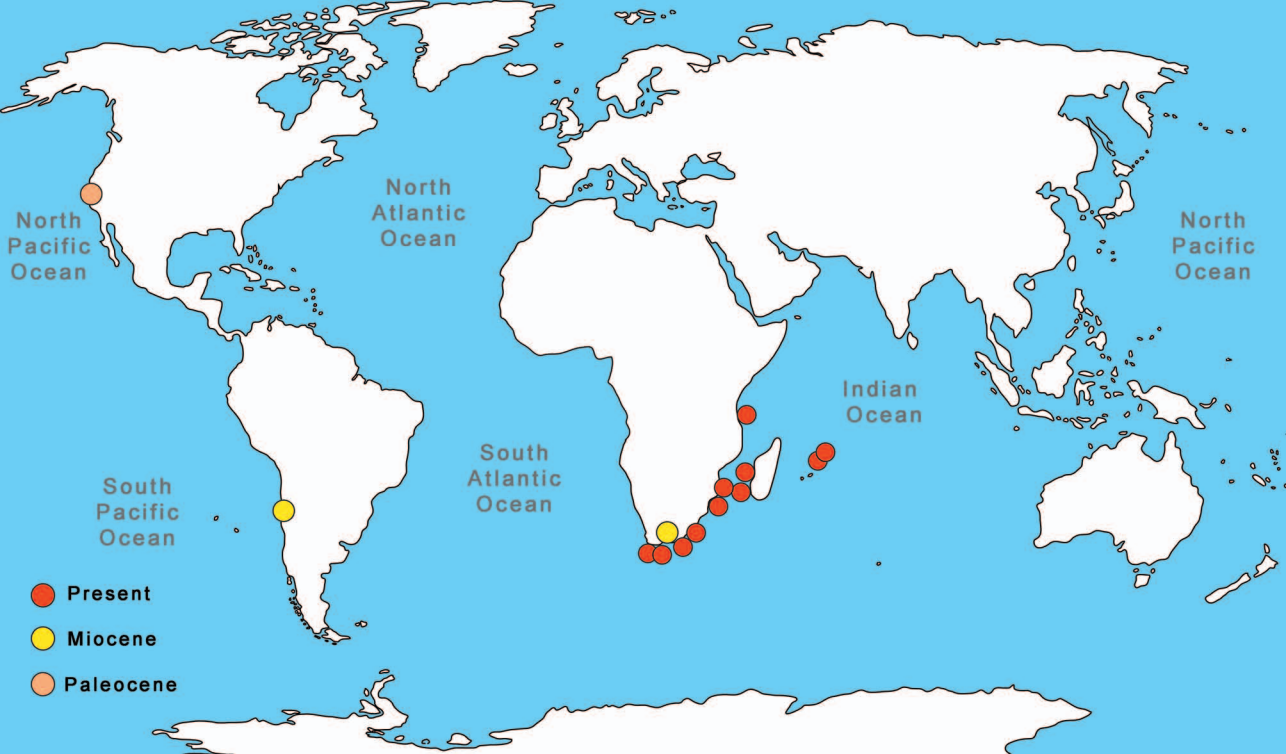 North
Atlantic
Ocean
North
Pacific
Ocean
North
Pacific
Ocean
Indian
Ocean
South
Atlantic
Ocean
South
Pacific
Ocean
Present
Miocene
Paleocene